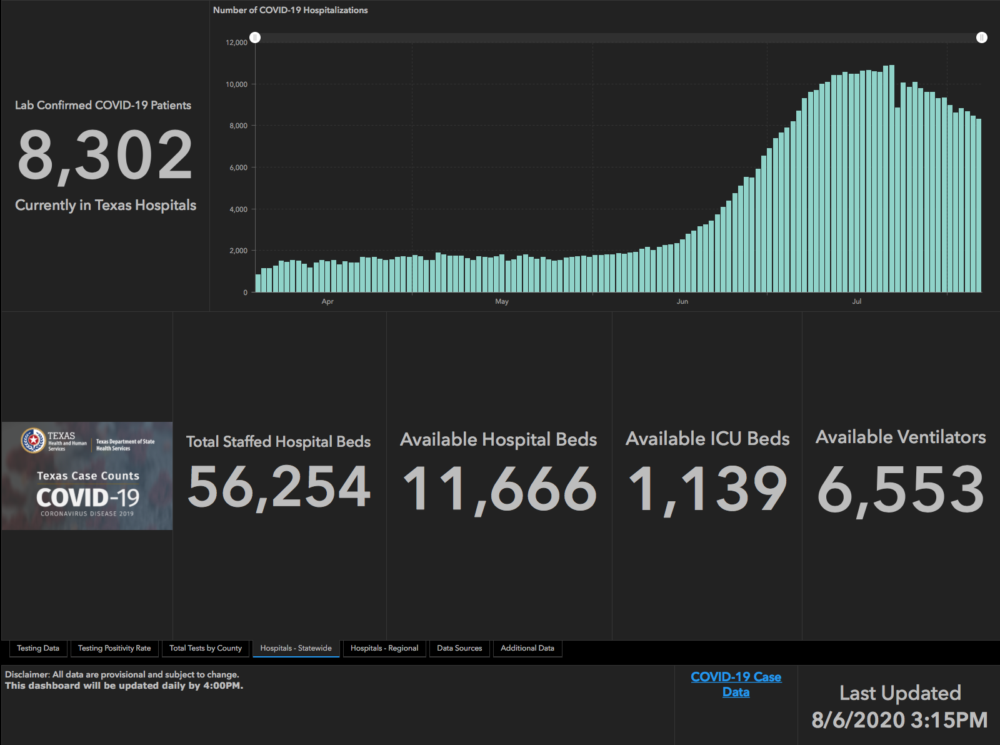 Number of COVID-19 Hospitalizations
Lab Confirmed COVID-19 Patients
8,302
Currently in Texas Hospitals
12,000
10,000
8,000
6,000
4,000
2,000
0
Apr
May
Jun
Jul
TEXAS
Health and Human
Services
Texas Department of State
Health Services
Texas Case Counts
COVID-19
CORONAVIRUS DISEASE 2019
Total Staffed Hospital Beds
56,254
Available Hospital Beds
11,666
Available ICU Beds
1,139
Available Ventilators
6,553
Testing Data
Testing Positivity Rate
Total Tests by County
Hospitals - Statewide
Hospitals - Regional
Data Sources
Additional Data
Disclaimer: All data are provisional and subject to change.
This dashboard will be updated daily by 4:00PM.
COVID-19 Case
Data
Last Updated
8/6/2020 3:15PM